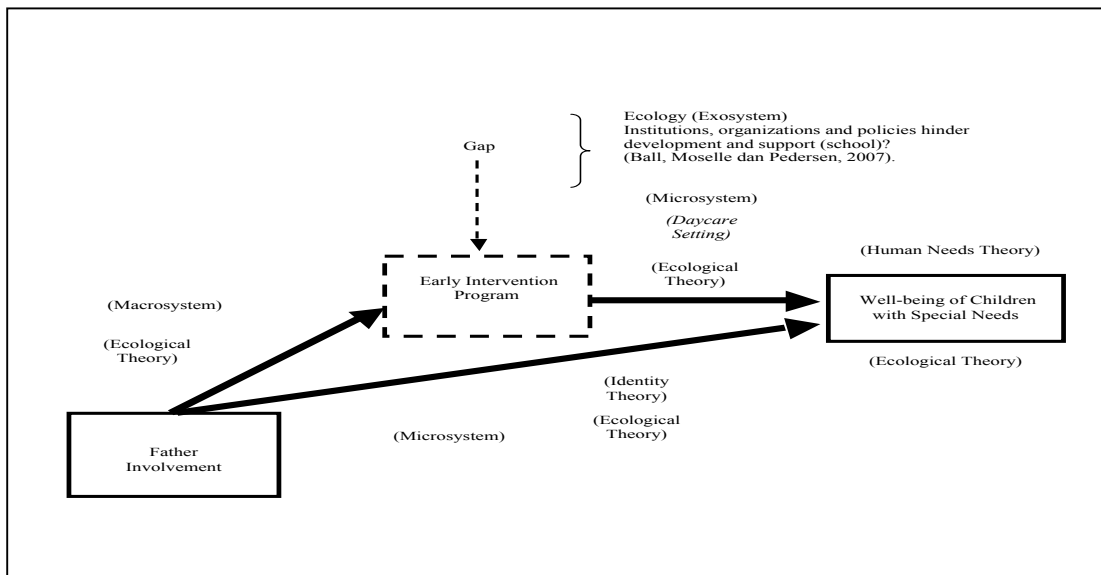 Ecology (Exosystem)
Institutions, organizations and policies hinder
development and support (school)?
(Ball, Moselle dan Pedersen, 2007).
Gap
(Microsystem)
(Daycare
Setting)
(Ecological
Theory)
(Human Needs Theory)
Early Intervention
Program
Well-being of Children
with Special Needs
(Macrosystem)
(Ecological
Theory)
(Ecological Theory)
(Identity
Theory)
(Ecological
Theory)
(Microsystem)
Father
Involvement